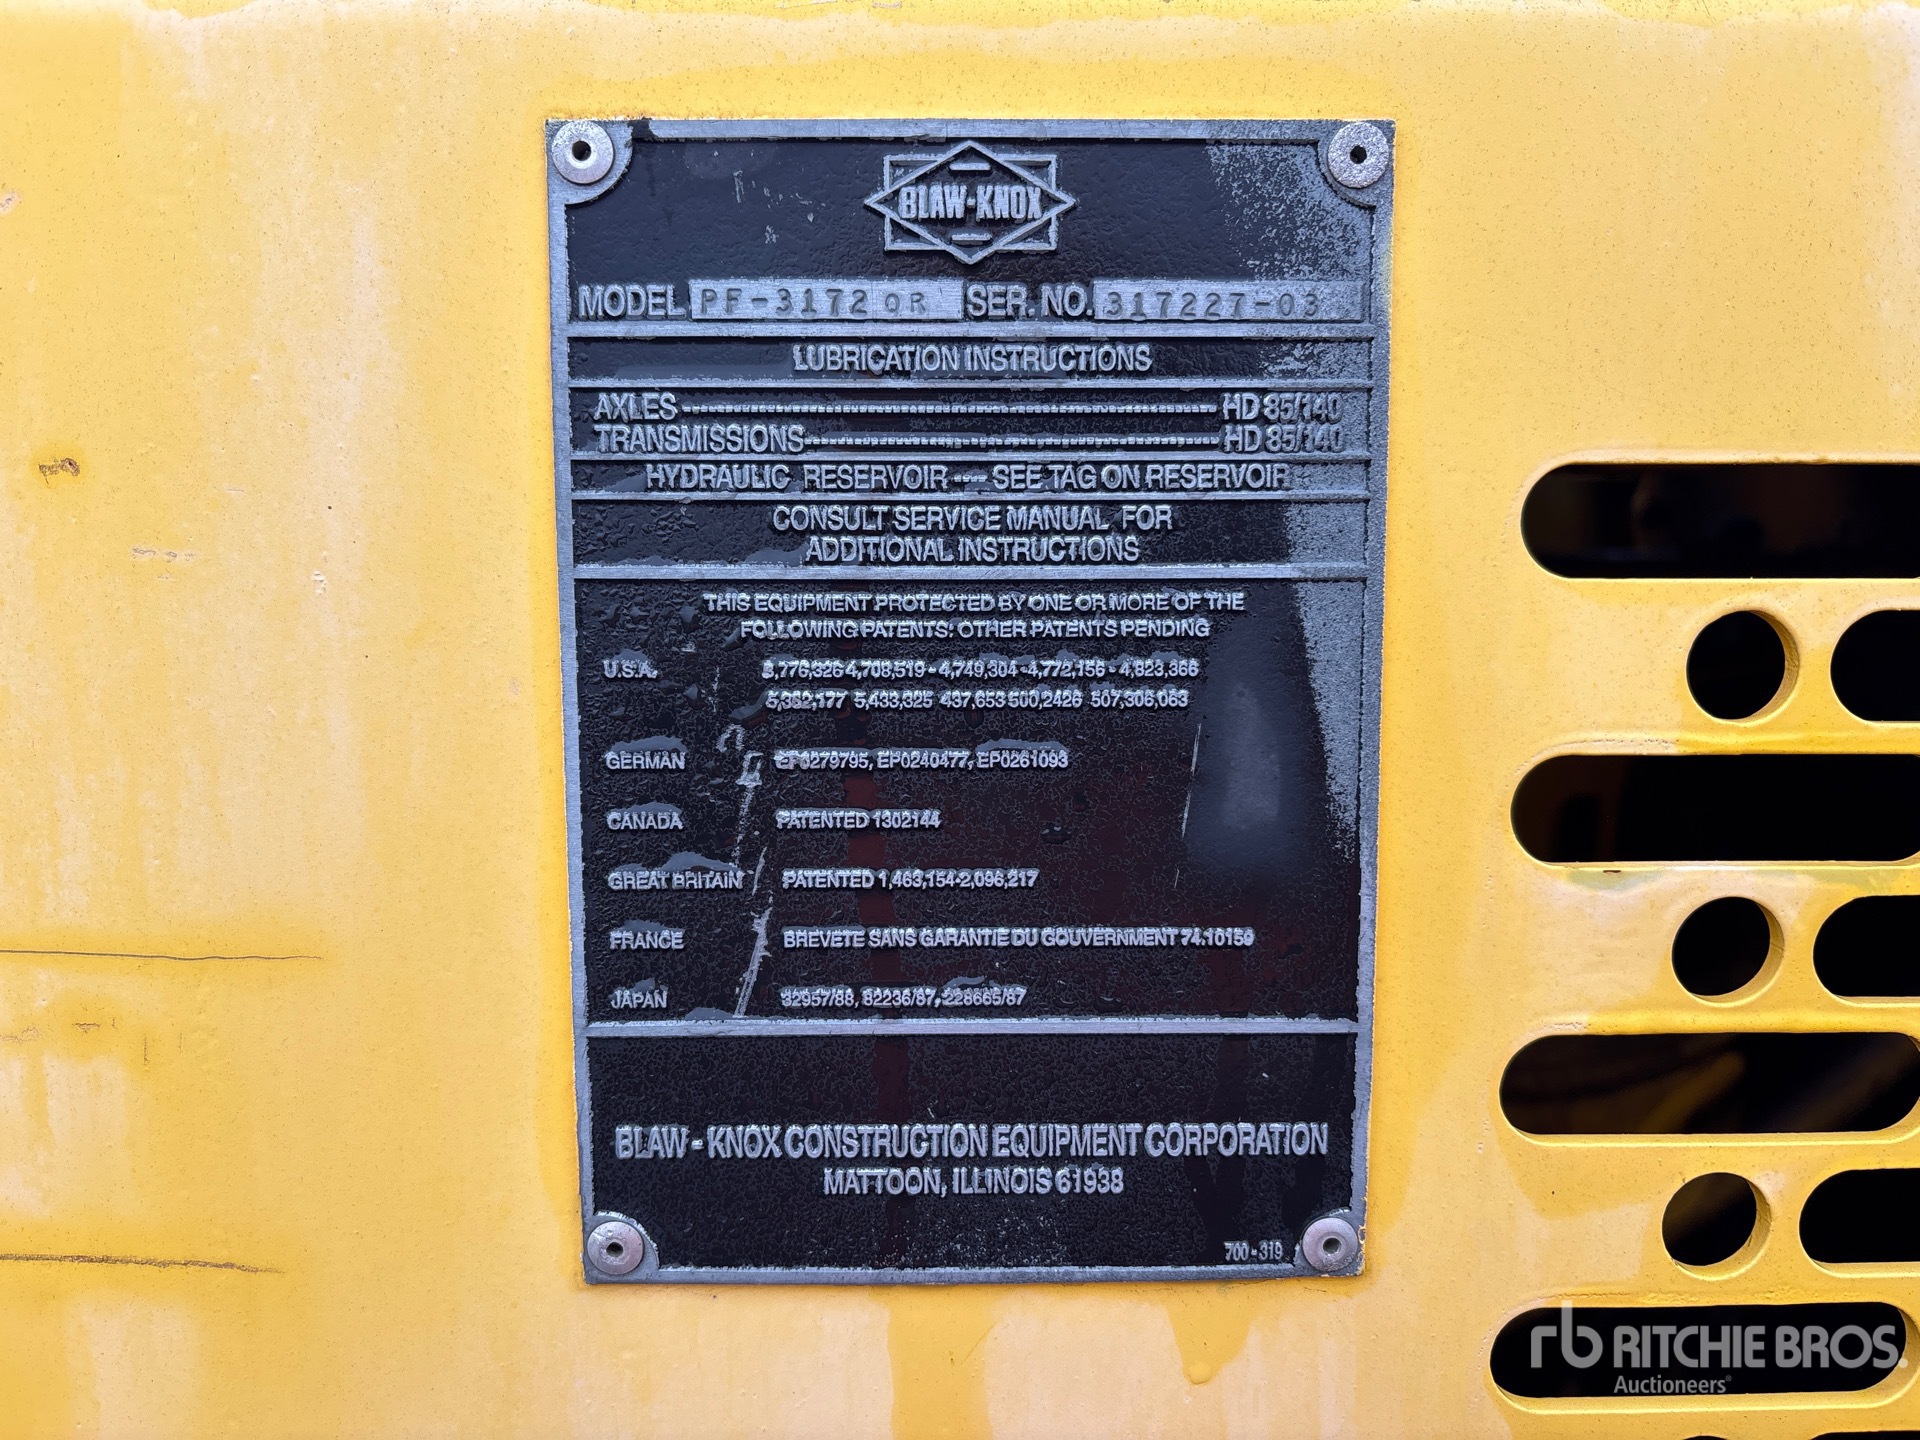 BLAW-KNOX
MODEL PF-3172 QR SER. NO. 317227-03
LUBRICATION INSTRUCTIONS
AXLES HD 85/140
TRANSMISSIONS HD 85/140
HYDRAULIC RESERVOIR --- SEE TAG ON RESERVOIR
CONSULT SERVICE MANUAL FOR
ADDITIONAL INSTRUCTIONS
THIS EQUIPMENT PROTECTED BY ONE OR MORE OF THE
FOLLOWING PATENTS: OTHER PATENTS PENDING
U.S.A. 3,776,326 4,708,519 - 4,749,304 - 4,772,156 - 4,823,366
5,362,177 5,433,325 437,653 500,2426 507,306,063
GERMAN EP0279795, EP0240477, EP0261093
CANADA PATENTED 1302144
GREAT BRITAIN PATENTED 1,463,154-2,096,217
FRANCE BREVETE SANS GARANTIE DU GOUVERNMENT 74.10159
JAPAN 32957/88, 82236/87, 228665/87
BLAW - KNOX CONSTRUCTION EQUIPMENT CORPORATION
MATTOON, ILLINOIS 61938
700 - 319
rb RITCHIE BROS.
Auctioneers